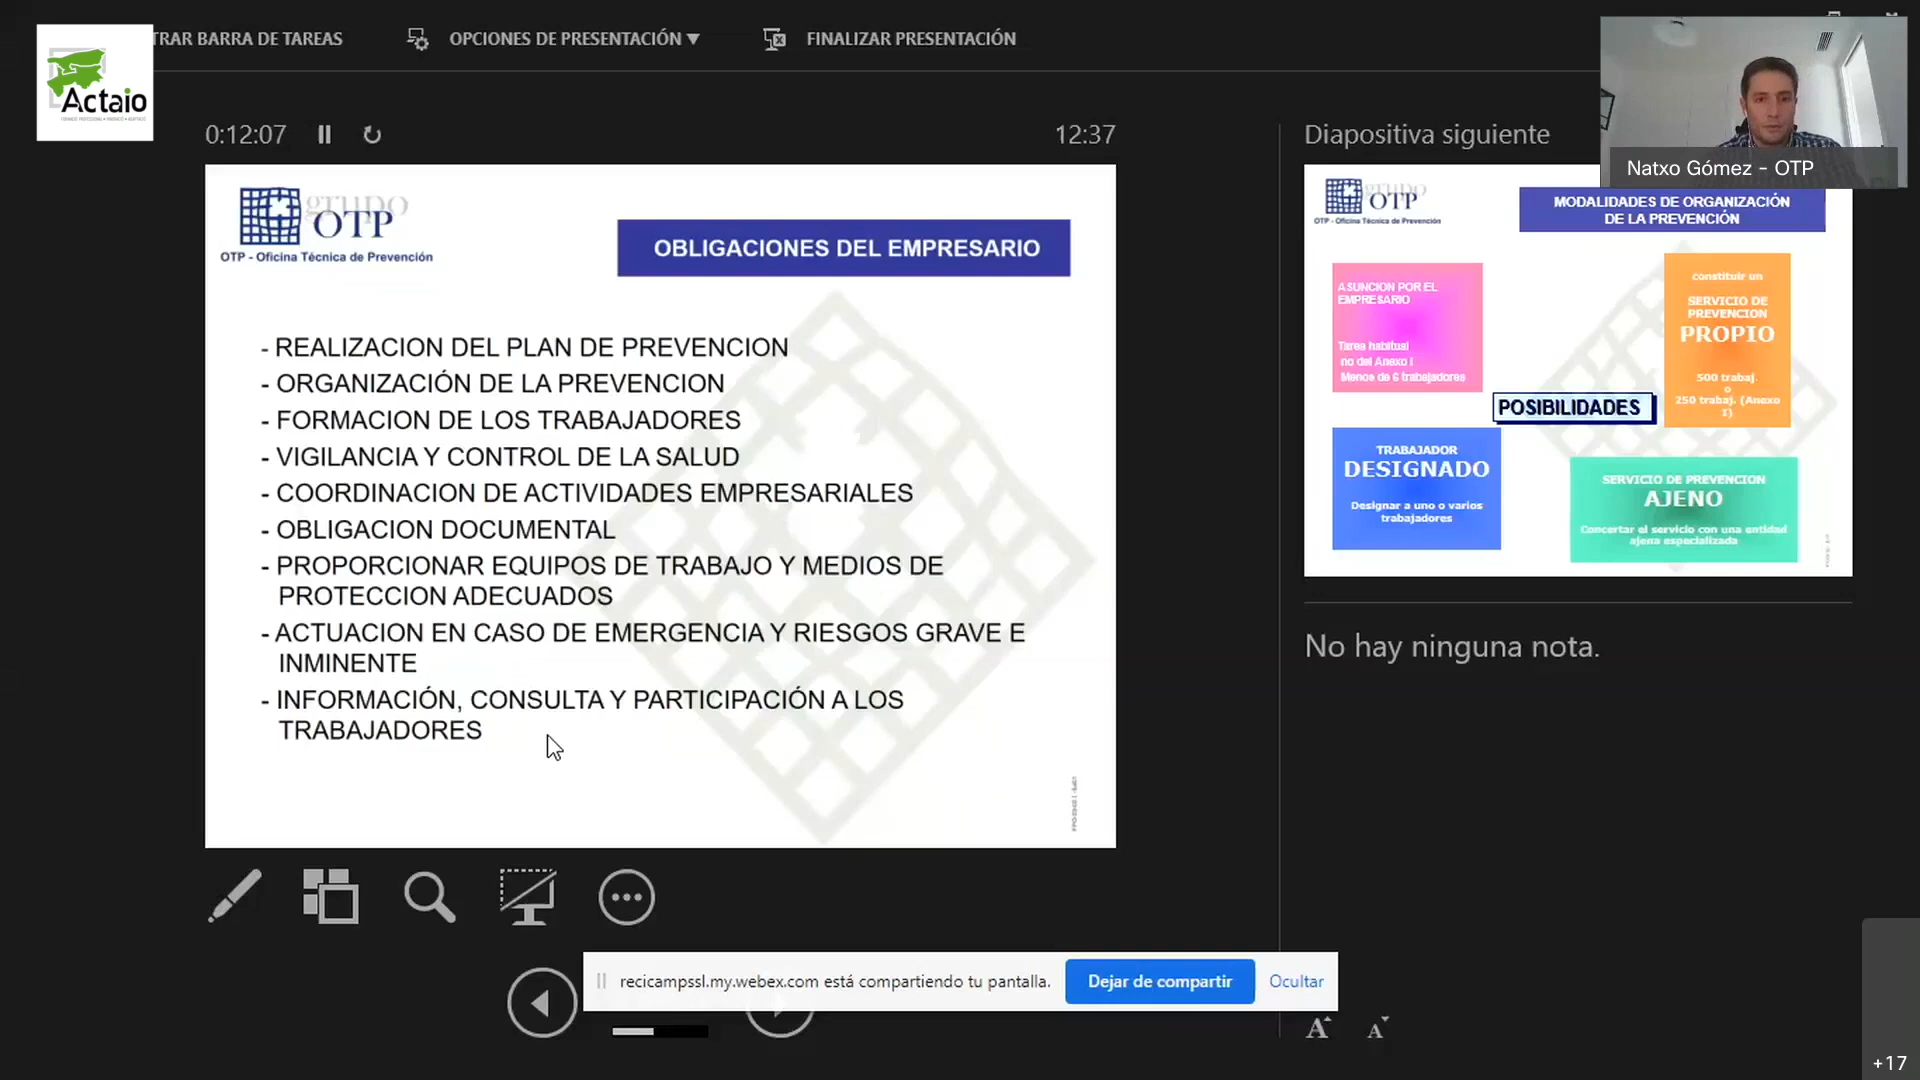 TRAR BARRA DE TAREAS
OPCIONES DE PRESENTACIÓN
FINALIZAR PRESENTACIÓN
Actaio
0:12:07
12:37
grupo
OTP
OTP - Oficina Técnica de Prevención
OBLIGACIONES DEL EMPRESARIO
- REALIZACION DEL PLAN DE PREVENCION
- ORGANIZACIÓN DE LA PREVENCION
- FORMACION DE LOS TRABAJADORES
- VIGILANCIA Y CONTROL DE LA SALUD
- COORDINACION DE ACTIVIDADES EMPRESARIALES
- OBLIGACION DOCUMENTAL
- PROPORCIONAR EQUIPOS DE TRABAJO Y MEDIOS DE
PROTECCION ADECUADOS
- ACTUACION EN CASO DE EMERGENCIA Y RIESGOS GRAVE E
INMINENTE
- INFORMACIÓN, CONSULTA Y PARTICIPACIÓN A LOS
TRABAJADORES
Diapositiva siguiente
Natxo Gómez - OTP
grupo
OTP
OTP - Oficina Técnica de Prevención
MODALIDADES DE ORGANIZACIÓN
DE LA PREVENCIÓN
ASUNCION POR EL
EMPRESARIO
Tarea habitual
no del Anexo I
Menos de 6 trabajadores
constituir un
SERVICIO DE
PREVENCION
PROPIO
500 trabaj.
o
250 trabaj. (Anexo
I)
POSIBILIDADES
TRABAJADOR
DESIGNADO
Designar a uno o varios
trabajadores
SERVICIO DE PREVENCION
AJENO
Concertar el servicio con una entidad
ajena especializada
No hay ninguna nota.
recicampssl.my.webex.com está compartiendo tu pantalla.
Dejar de compartir
Ocultar
A
A
+17